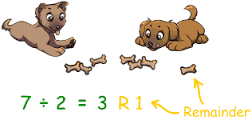 7 ÷ 2 = 3 R 1
Remainder